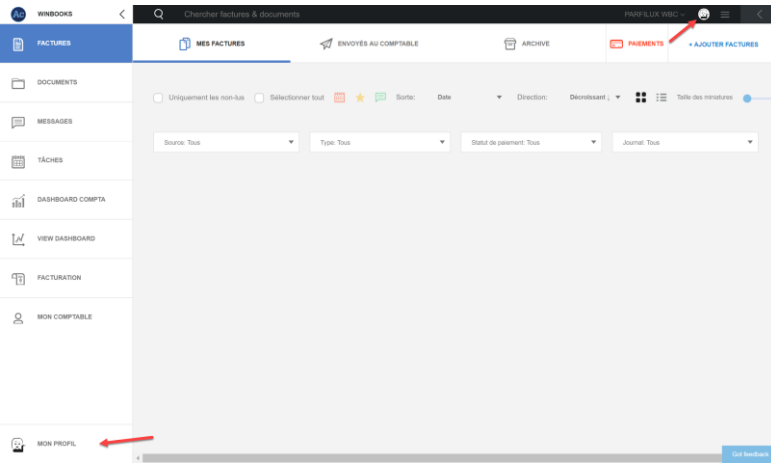 Ac WINBOOKS
Chercher factures & documents
PARFILUX WBC
FACTURES
MES FACTURES
ENVOYÉS AU COMPTABLE
ARCHIVE
PAIEMENTS
+ AJOUTER FACTURES
DOCUMENTS
Uniquement les non-lus
Sélectionner tout
Sorte:
Date
Direction:
Décroissant
Taille des miniatures
MESSAGES
Source: Tous
Type: Tous
Statut de paiement: Tous
Journal: Tous
TÂCHES
DASHBOARD COMPTA
VIEW DASHBOARD
FACTURATION
MON COMPTABLE
MON PROFIL
Got feedback